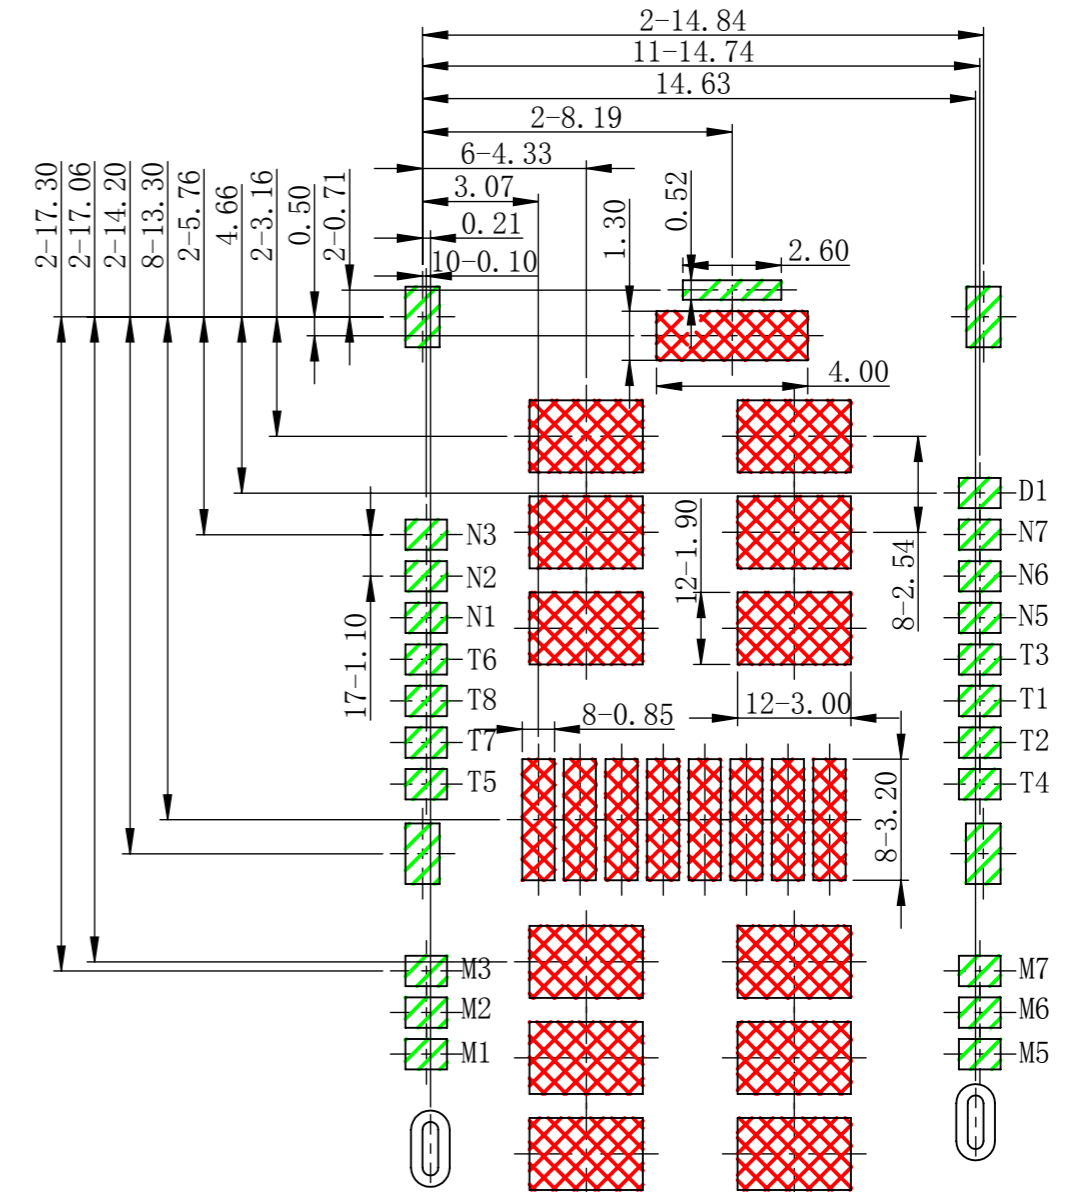 2-14.84
11-14.74
14.63
2-8.19
6-4.33
3.07
0.21
10-0.10
2-17.30
2-17.06
2-14.20
8-13.30
2-5.76
4.66
2-3.16
0.50
2-0.71
1.30
0.52
2.60
4.00
D1
N3
N7
N2
N6
N1
N5
T6
T3
T8
T1
T7
T2
T5
T4
17-1.10
12-1.90
8-2.54
8-0.85
12-3.00
8-3.20
M3
M7
M2
M6
M1
M5